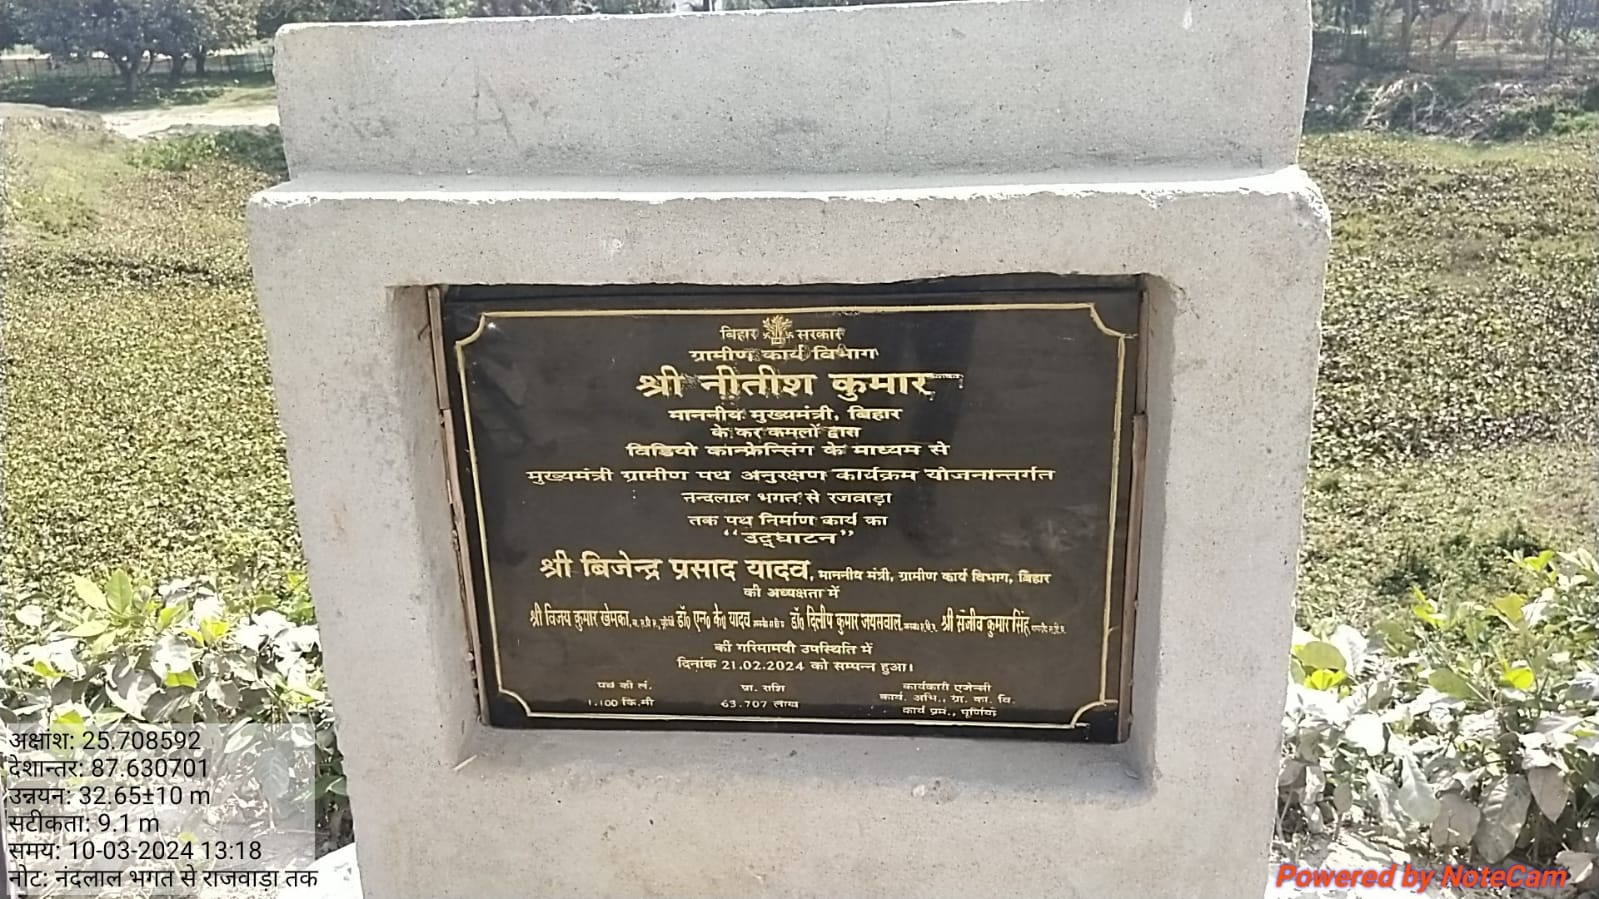 बिहार सरकार
ग्रामीण कार्य विभाग
श्री नीतीश कुमार
माननीय मुख्यमंत्री, बिहार
के कर कमलों द्वारा
विडियो कान्फ्रेन्सिंग के माध्यम से
मुख्यमंत्री ग्रामीण पथ अनुरक्षण कार्यक्रम योजनान्तर्गत
नन्दलाल भगत से रजवाड़ा
तक पथ निर्माण कार्य का
"उद्घाटन"
श्री बिजेन्द्र प्रसाद यादव, माननीय मंत्री, ग्रामीण कार्य विभाग, बिहार
की अध्यक्षता में
श्री विजय कुमार खेमका, डॉ० एन० के० यादव डॉ० दिलीप कुमार जयसवाल, श्री संजीव कुमार सिंह,
की गरिमामयी उपस्थिति में
दिनांक 21.02.2024 को सम्पन्न हुआ।
पथ की लं. प्रा. राशि कार्यकारी एजेन्सी
1.100 कि.मी 63.707 लाख कार्य. अभि., ग्रा. का. वि.
कार्य प्रम., पूर्णियाँ
अक्षांश: 25.708592
देशान्तर: 87.630701
उन्नयन: 32.65±10 m
सटीकता: 9.1 m
समय: 10-03-2024 13:18
नोट: नंदलाल भगत से राजवाडा तक
Powered by NoteCam